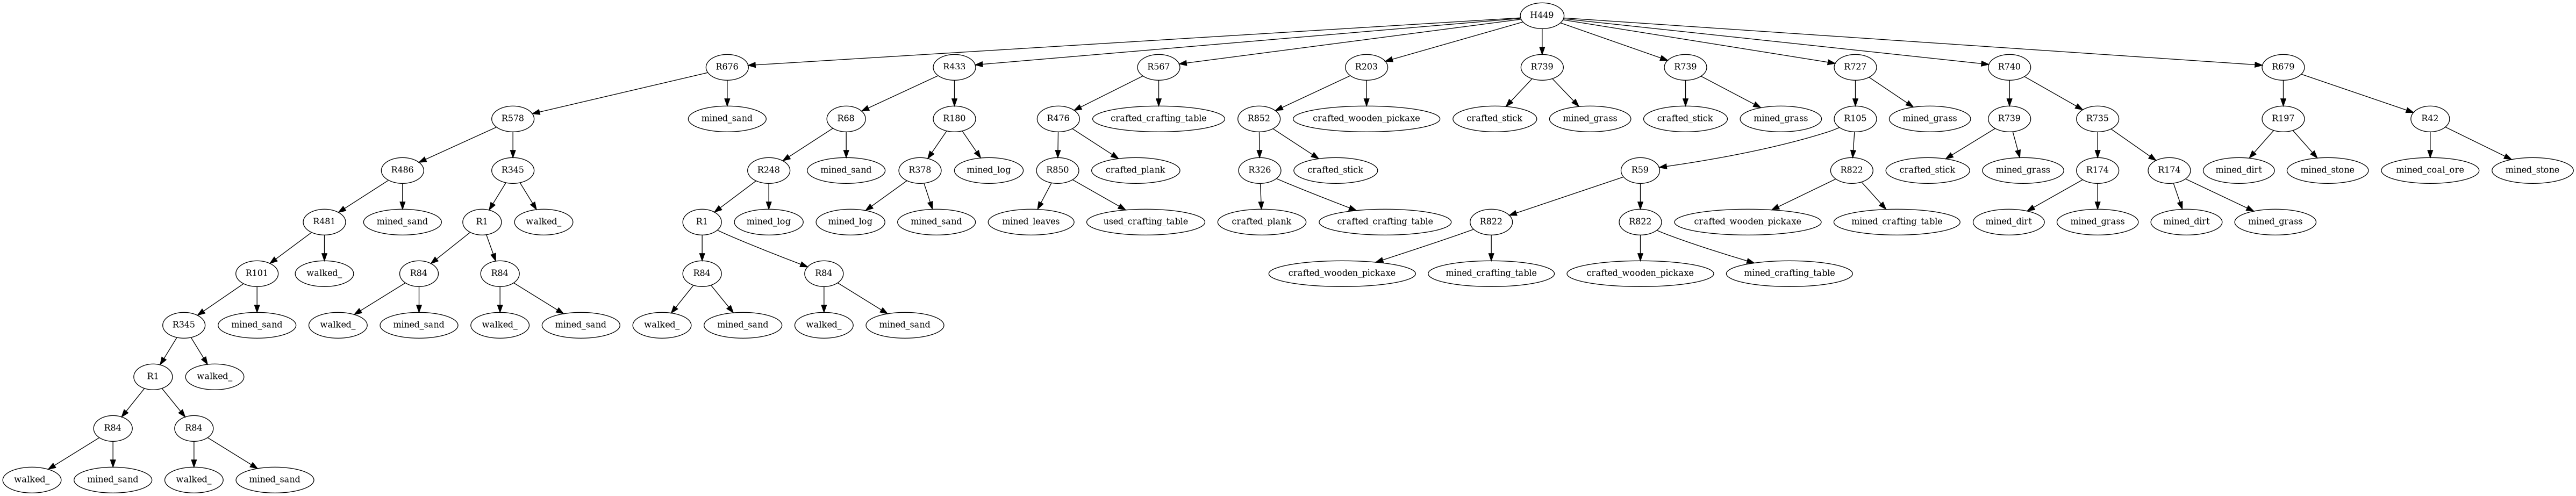 H449
R676 R433 R567 R203 R739 R739 R727 R740 R679
R578 mined_sand R68 R180 R476 crafted_crafting_table R852 crafted_wooden_pickaxe crafted_stick mined_grass crafted_stick mined_grass R105 mined_grass R739 R735 R197 R42
R486 R345 R248 mined_sand R378 mined_log R850 crafted_plank R326 crafted_stick R59 R822 crafted_stick mined_grass R174 R174 mined_dirt mined_stone mined_coal_ore mined_stone
R481 mined_sand R1 walked_ R1 mined_log mined_log mined_sand mined_leaves used_crafting_table crafted_plank crafted_crafting_table R822 R822 crafted_wooden_pickaxe mined_crafting_table mined_dirt mined_grass mined_dirt mined_grass
R101 walked_ R84 R84 R84 R84 crafted_wooden_pickaxe mined_crafting_table crafted_wooden_pickaxe mined_crafting_table
R345 mined_sand walked_ mined_sand walked_ mined_sand walked_ mined_sand walked_ mined_sand
R1 walked_
R84 R84
walked_ mined_sand walked_ mined_sand